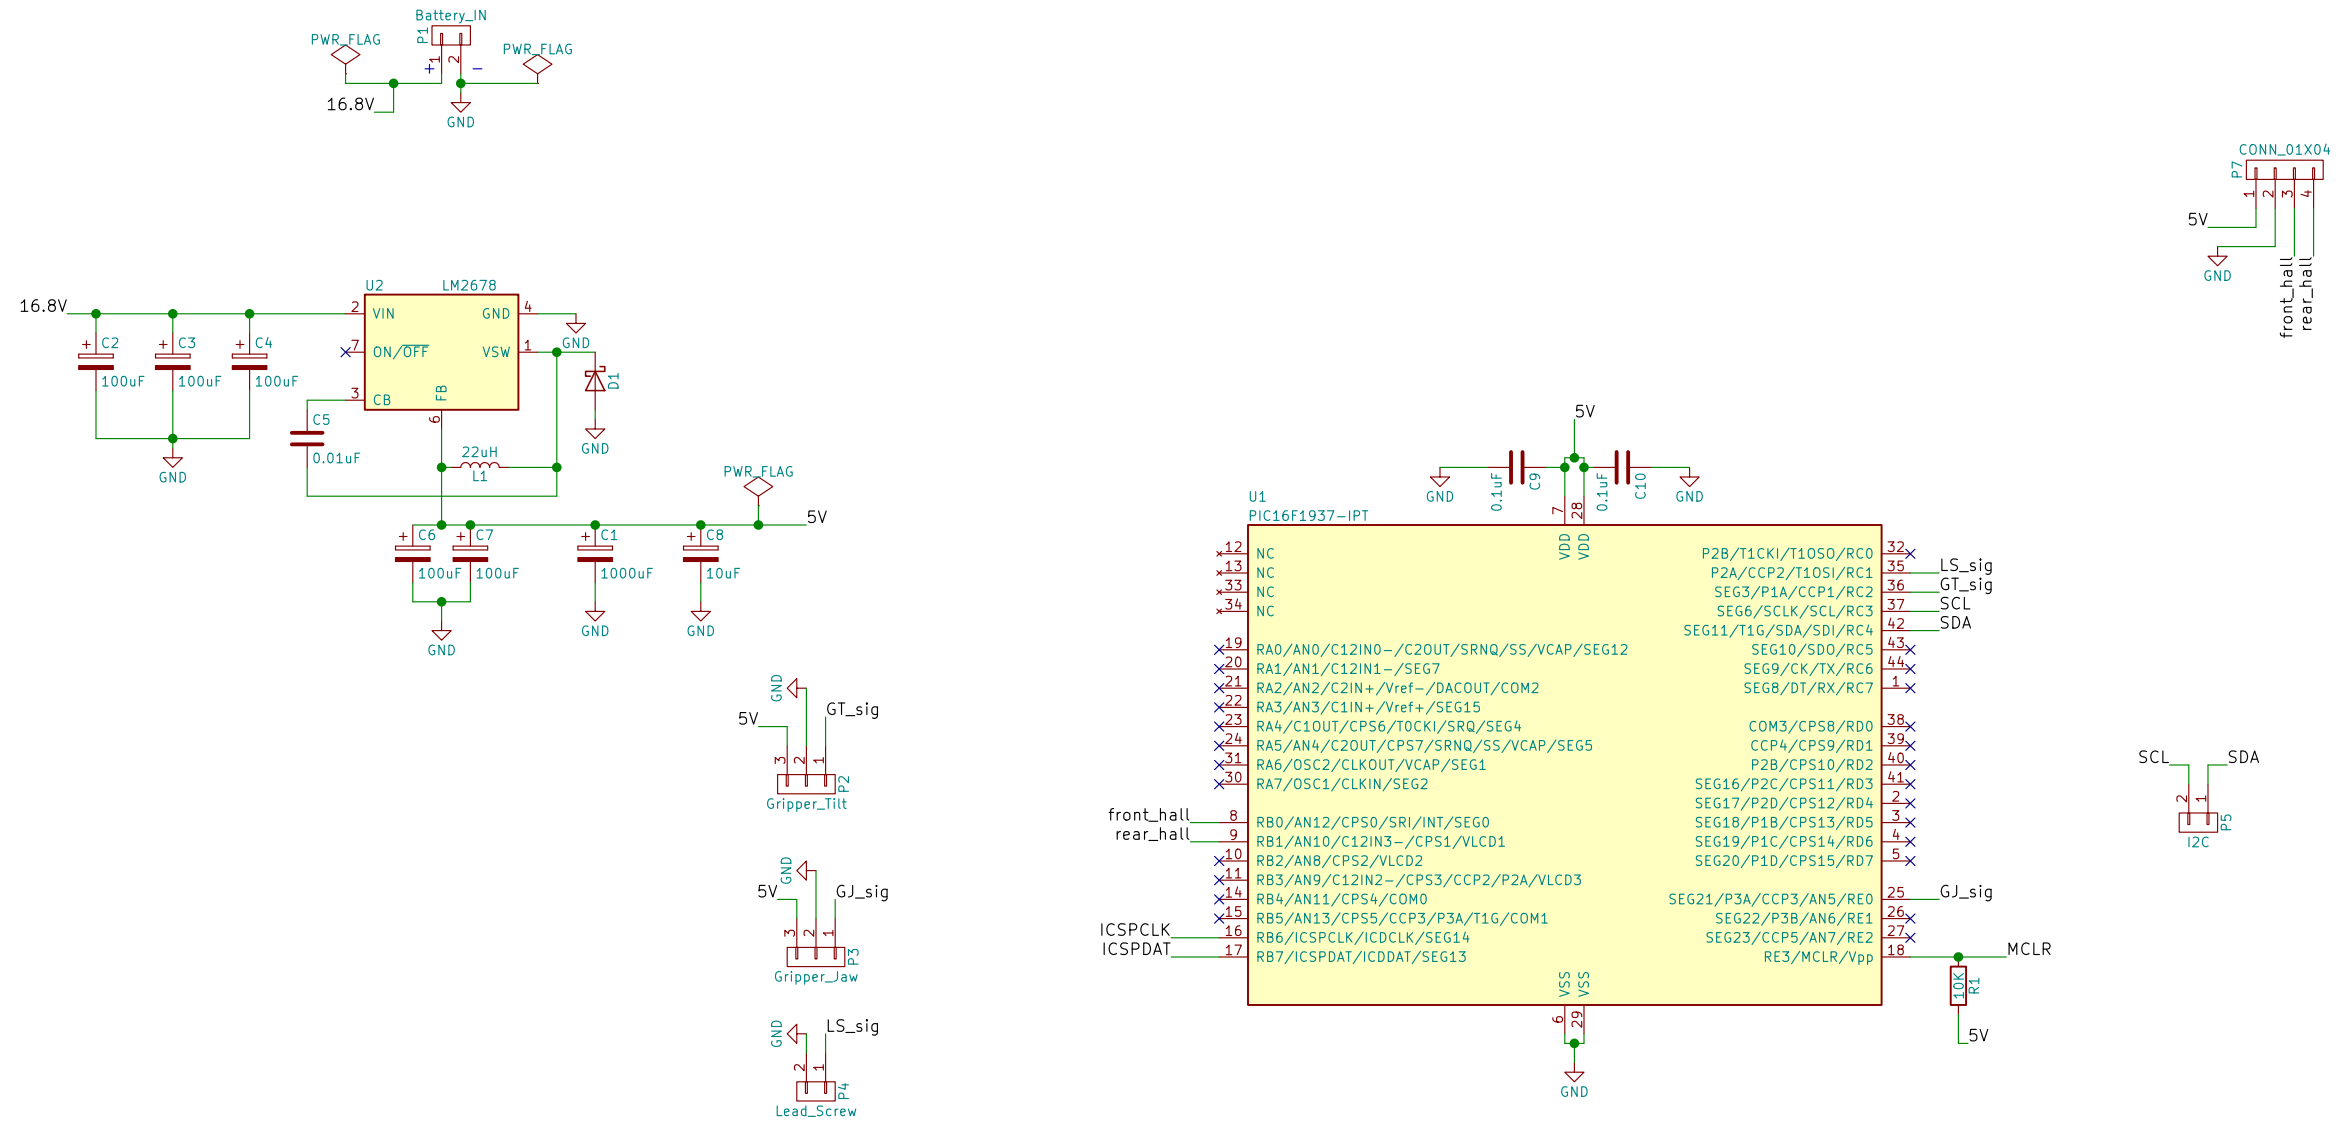 Battery_IN
P1
PWR_FLAG
PWR_FLAG
+ 1 2 −
16.8V
GND
CONN_01X04
P7
1 2 3 4
5V
GND
front_hall
rear_hall
U2 LM2678
16.8V
2 VIN GND 4
GND
7 ON/OFF VSW 1
3 CB
FB
6
+ C2
100uF
+ C3
100uF
+ C4
100uF
GND
D1
GND
C5
0.01uF
22uH
L1
PWR_FLAG
5V
+ C6
100uF
+ C7
100uF
+ C1
1000uF
+ C8
10uF
GND
GND
GND
GND
5V
GT_sig
3 2 1
P2
Gripper_Tilt
GND
5V
GJ_sig
3 2 1
P3
Gripper_Jaw
GND
LS_sig
2 1
P4
Lead_Screw
5V
GND
0.1uF
C9
0.1uF
C10
GND
U1
PIC16F1937-IPT
7 28
VDD VDD
12 NC
13 NC
33 NC
34 NC
19 RA0/AN0/C12IN0-/C2OUT/SRNQ/SS/VCAP/SEG12
20 RA1/AN1/C12IN1-/SEG7
21 RA2/AN2/C2IN+/Vref-/DACOUT/COM2
22 RA3/AN3/C1IN+/Vref+/SEG15
23 RA4/C1OUT/CPS6/T0CKI/SRQ/SEG4
24 RA5/AN4/C2OUT/CPS7/SRNQ/SS/VCAP/SEG5
31 RA6/OSC2/CLKOUT/VCAP/SEG1
30 RA7/OSC1/CLKIN/SEG2
front_hall 8 RB0/AN12/CPS0/SRI/INT/SEG0
rear_hall 9 RB1/AN10/C12IN3-/CPS1/VLCD1
10 RB2/AN8/CPS2/VLCD2
11 RB3/AN9/C12IN2-/CPS3/CCP2/P2A/VLCD3
14 RB4/AN11/CPS4/COM0
15 RB5/AN13/CPS5/CCP3/P3A/T1G/COM1
ICSPCLK 16 RB6/ICSPCLK/ICDCLK/SEG14
ICSPDAT 17 RB7/ICSPDAT/ICDDAT/SEG13
P2B/T1CKI/T1OSO/RC0 32
P2A/CCP2/T1OSI/RC1 35 LS_sig
SEG3/P1A/CCP1/RC2 36 GT_sig
SEG6/SCLK/SCL/RC3 37 SCL
SEG11/T1G/SDA/SDI/RC4 42 SDA
SEG10/SDO/RC5 43
SEG9/CK/TX/RC6 44
SEG8/DT/RX/RC7 1
COM3/CPS8/RD0 38
CCP4/CPS9/RD1 39
P2B/CPS10/RD2 40
SEG16/P2C/CPS11/RD3 41
SEG17/P2D/CPS12/RD4 2
SEG18/P1B/CPS13/RD5 3
SEG19/P1C/CPS14/RD6 4
SEG20/P1D/CPS15/RD7 5
SEG21/P3A/CCP3/AN5/RE0 25 GJ_sig
SEG22/P3B/AN6/RE1 26
SEG23/CCP5/AN7/RE2 27
RE3/MCLR/Vpp 18 MCLR
VSS VSS
6 29
GND
10K
R1
5V
SCL SDA
2 1
P5
I2C